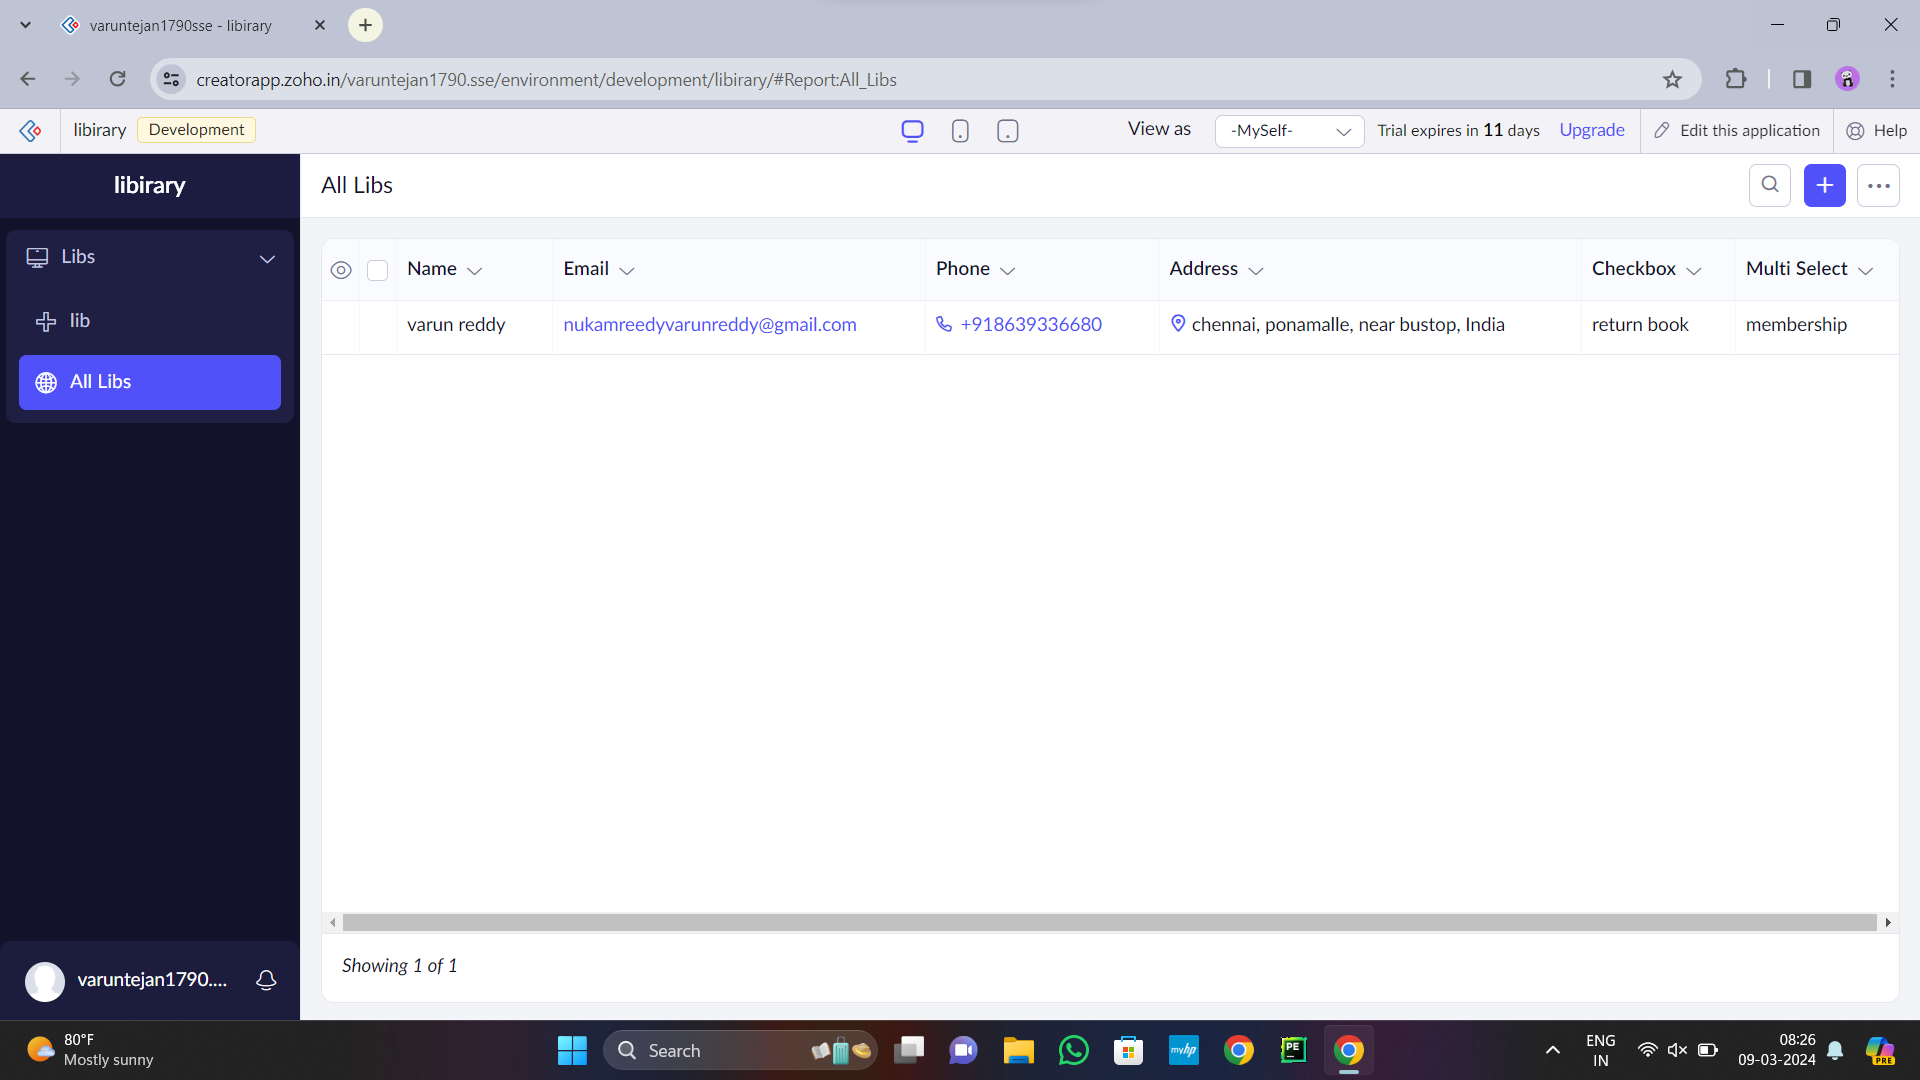 varuntejan1790sse - libirary
creatorapp.zoho.in/varuntejan1790.sse/environment/development/libirary/#Report:All_Libs
libirary Development View as -MySelf- Trial expires in 11 days Upgrade Edit this application Help
libirary
All Libs
Libs
lib
All Libs
Name Email Phone Address Checkbox Multi Select
varun reddy nukamreedyvarunreddy@gmail.com +918639336680 chennai, ponamalle, near bustop, India return book membership
Showing 1 of 1
varuntejan1790....
80°F
Mostly sunny
Search
myhp
PE
ENG
IN
08:26
09-03-2024
PRE